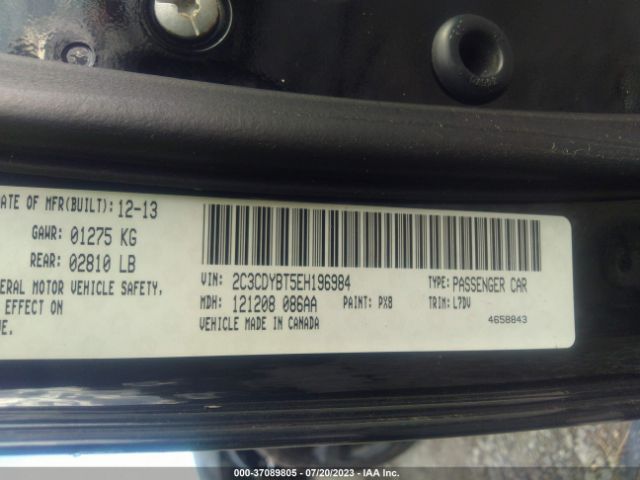 ATE OF MFR(BUILT): 12-13
GAWR: 01275 KG
REAR: 02810 LB
ERAL MOTOR VEHICLE SAFETY,
EFFECT ON
VIN: 2C3CDYBT5EH196984
TYPE: PASSENGER CAR
MDH: 121208 086AA
PAINT: PX8
TRIM: L7DV
VEHICLE MADE IN CANADA
4658843
000-37089805 / 07/20/2023 / IAA Inc.